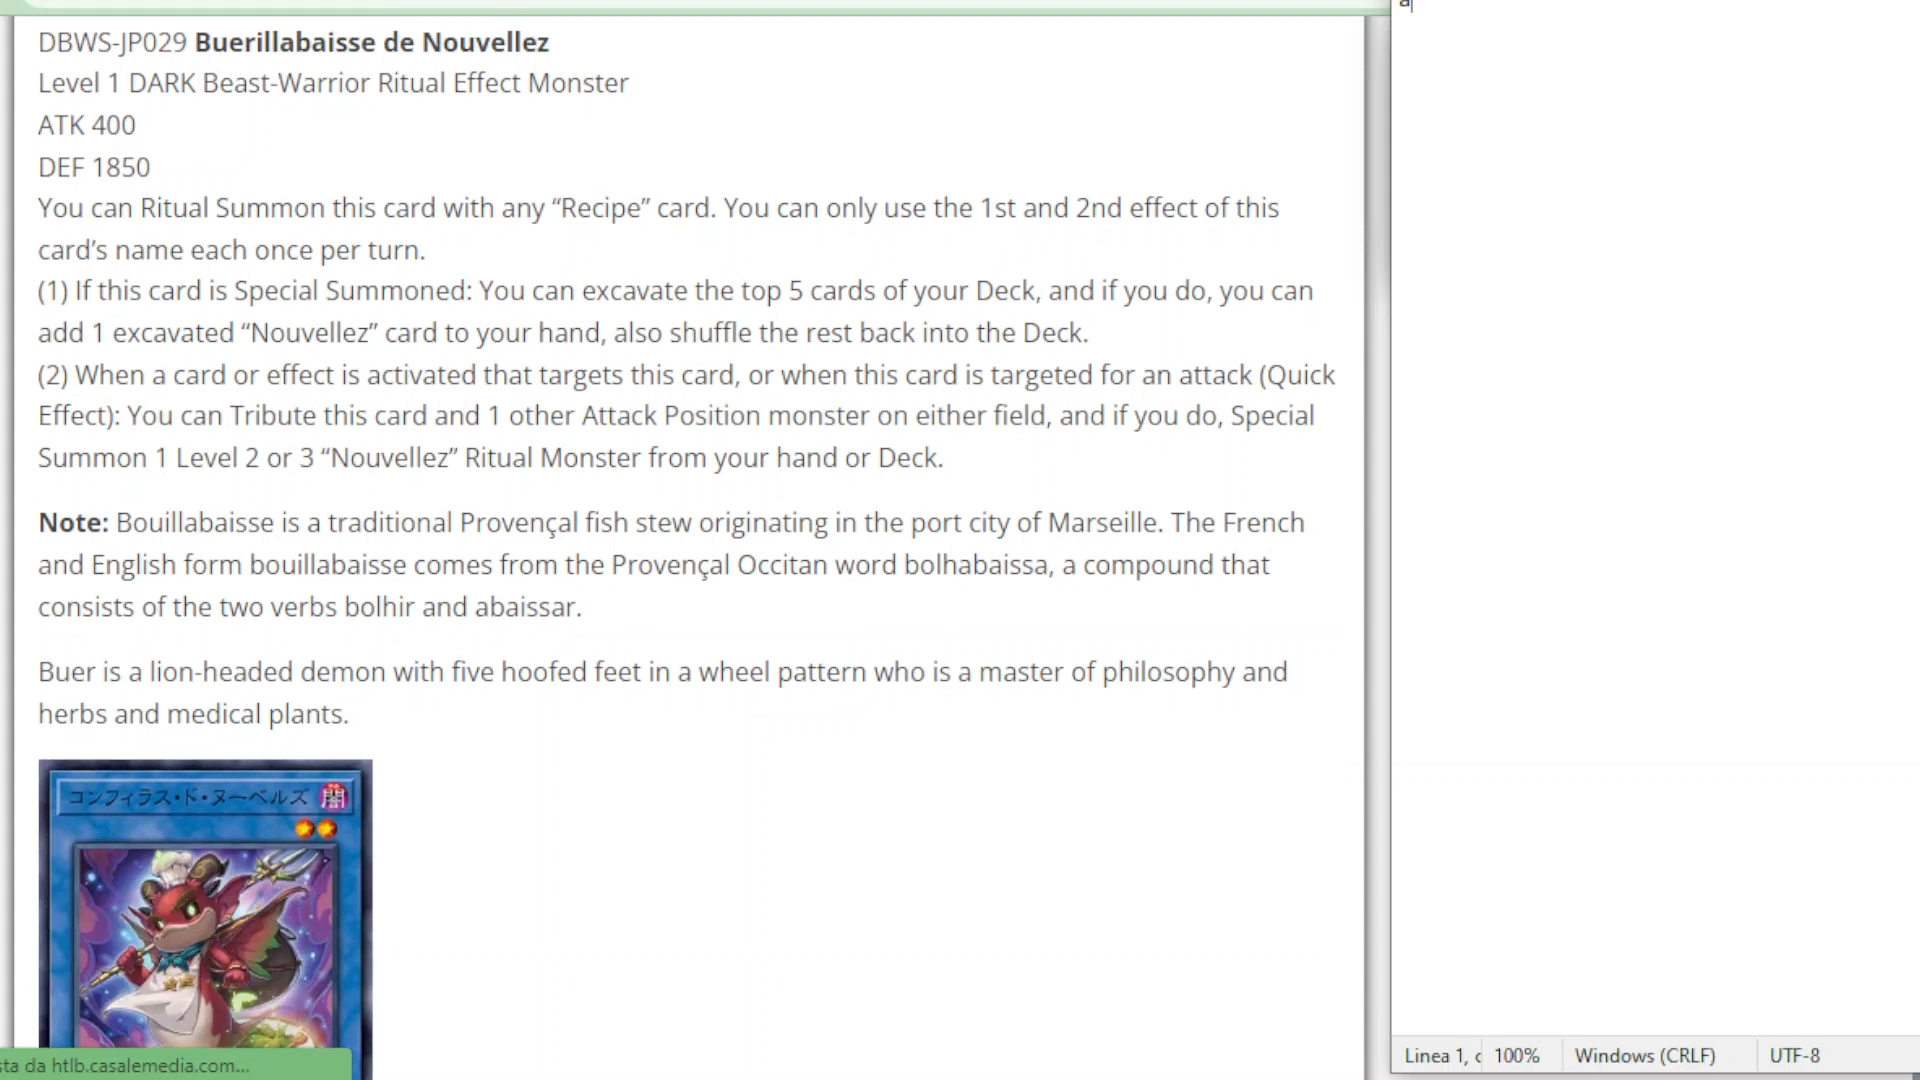 DBWS-JP029 Buerillabaisse de Nouvellez
Level 1 DARK Beast-Warrior Ritual Effect Monster
ATK 400
DEF 1850
You can Ritual Summon this card with any “Recipe” card. You can only use the 1st and 2nd effect of this
card’s name each once per turn.
(1) If this card is Special Summoned: You can excavate the top 5 cards of your Deck, and if you do, you can
add 1 excavated “Nouvellez” card to your hand, also shuffle the rest back into the Deck.
(2) When a card or effect is activated that targets this card, or when this card is targeted for an attack (Quick
Effect): You can Tribute this card and 1 other Attack Position monster on either field, and if you do, Special
Summon 1 Level 2 or 3 “Nouvellez” Ritual Monster from your hand or Deck.
Note: Bouillabaisse is a traditional Provençal fish stew originating in the port city of Marseille. The French
and English form bouillabaisse comes from the Provençal Occitan word bolhabaissa, a compound that
consists of the two verbs bolhir and abaissar.
Buer is a lion-headed demon with five hoofed feet in a wheel pattern who is a master of philosophy and
herbs and medical plants.
コンフィラス・ド・ヌーベルズ 闇
sta da htlb.casalemedia.com...
Linea 1, c 100% Windows (CRLF) UTF-8